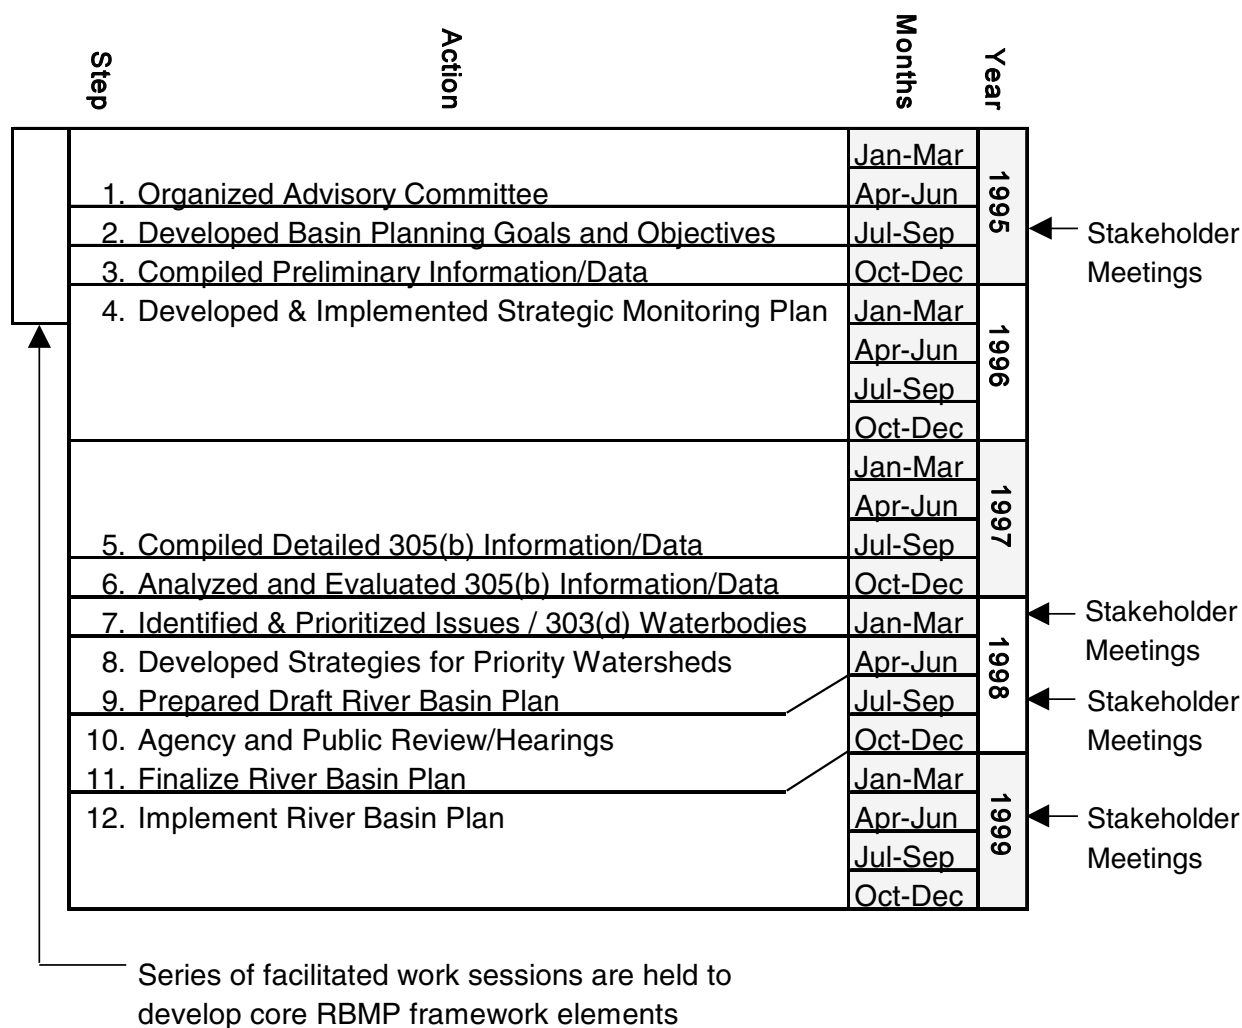 Step Action Months Year
Jan-Mar 1995
1. Organized Advisory Committee Apr-Jun
2. Developed Basin Planning Goals and Objectives Jul-Sep Stakeholder
3. Compiled Preliminary Information/Data Oct-Dec Meetings
4. Developed & Implemented Strategic Monitoring Plan Jan-Mar
Apr-Jun 1996
Jul-Sep
Oct-Dec
Jan-Mar
Apr-Jun 1997
5. Compiled Detailed 305(b) Information/Data Jul-Sep
6. Analyzed and Evaluated 305(b) Information/Data Oct-Dec
7. Identified & Prioritized Issues / 303(d) Waterbodies Jan-Mar Stakeholder
Meetings
8. Developed Strategies for Priority Watersheds Apr-Jun 1998
9. Prepared Draft River Basin Plan Jul-Sep Stakeholder
10. Agency and Public Review/Hearings Oct-Dec Meetings
11. Finalize River Basin Plan Jan-Mar
12. Implement River Basin Plan Apr-Jun 1999 Stakeholder
Jul-Sep Meetings
Oct-Dec
Series of facilitated work sessions are held to
develop core RBMP framework elements